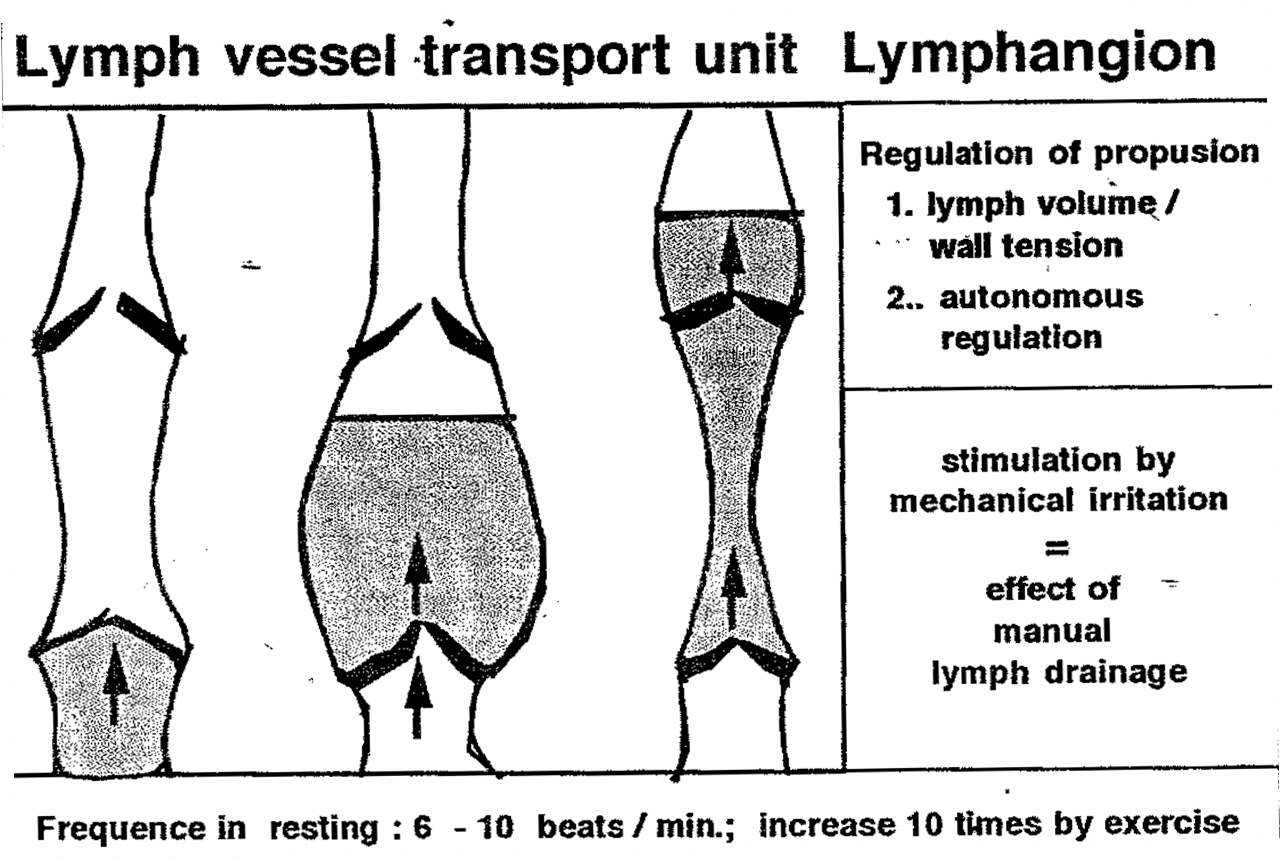 Lymph vessel transport unit Lymphangion
Regulation of propusion
1. lymph volume /
wall tension
2.. autonomous
regulation
stimulation by
mechanical irritation
=
effect of
manual
lymph drainage
Frequence in resting : 6 - 10 beats / min.; increase 10 times by exercise